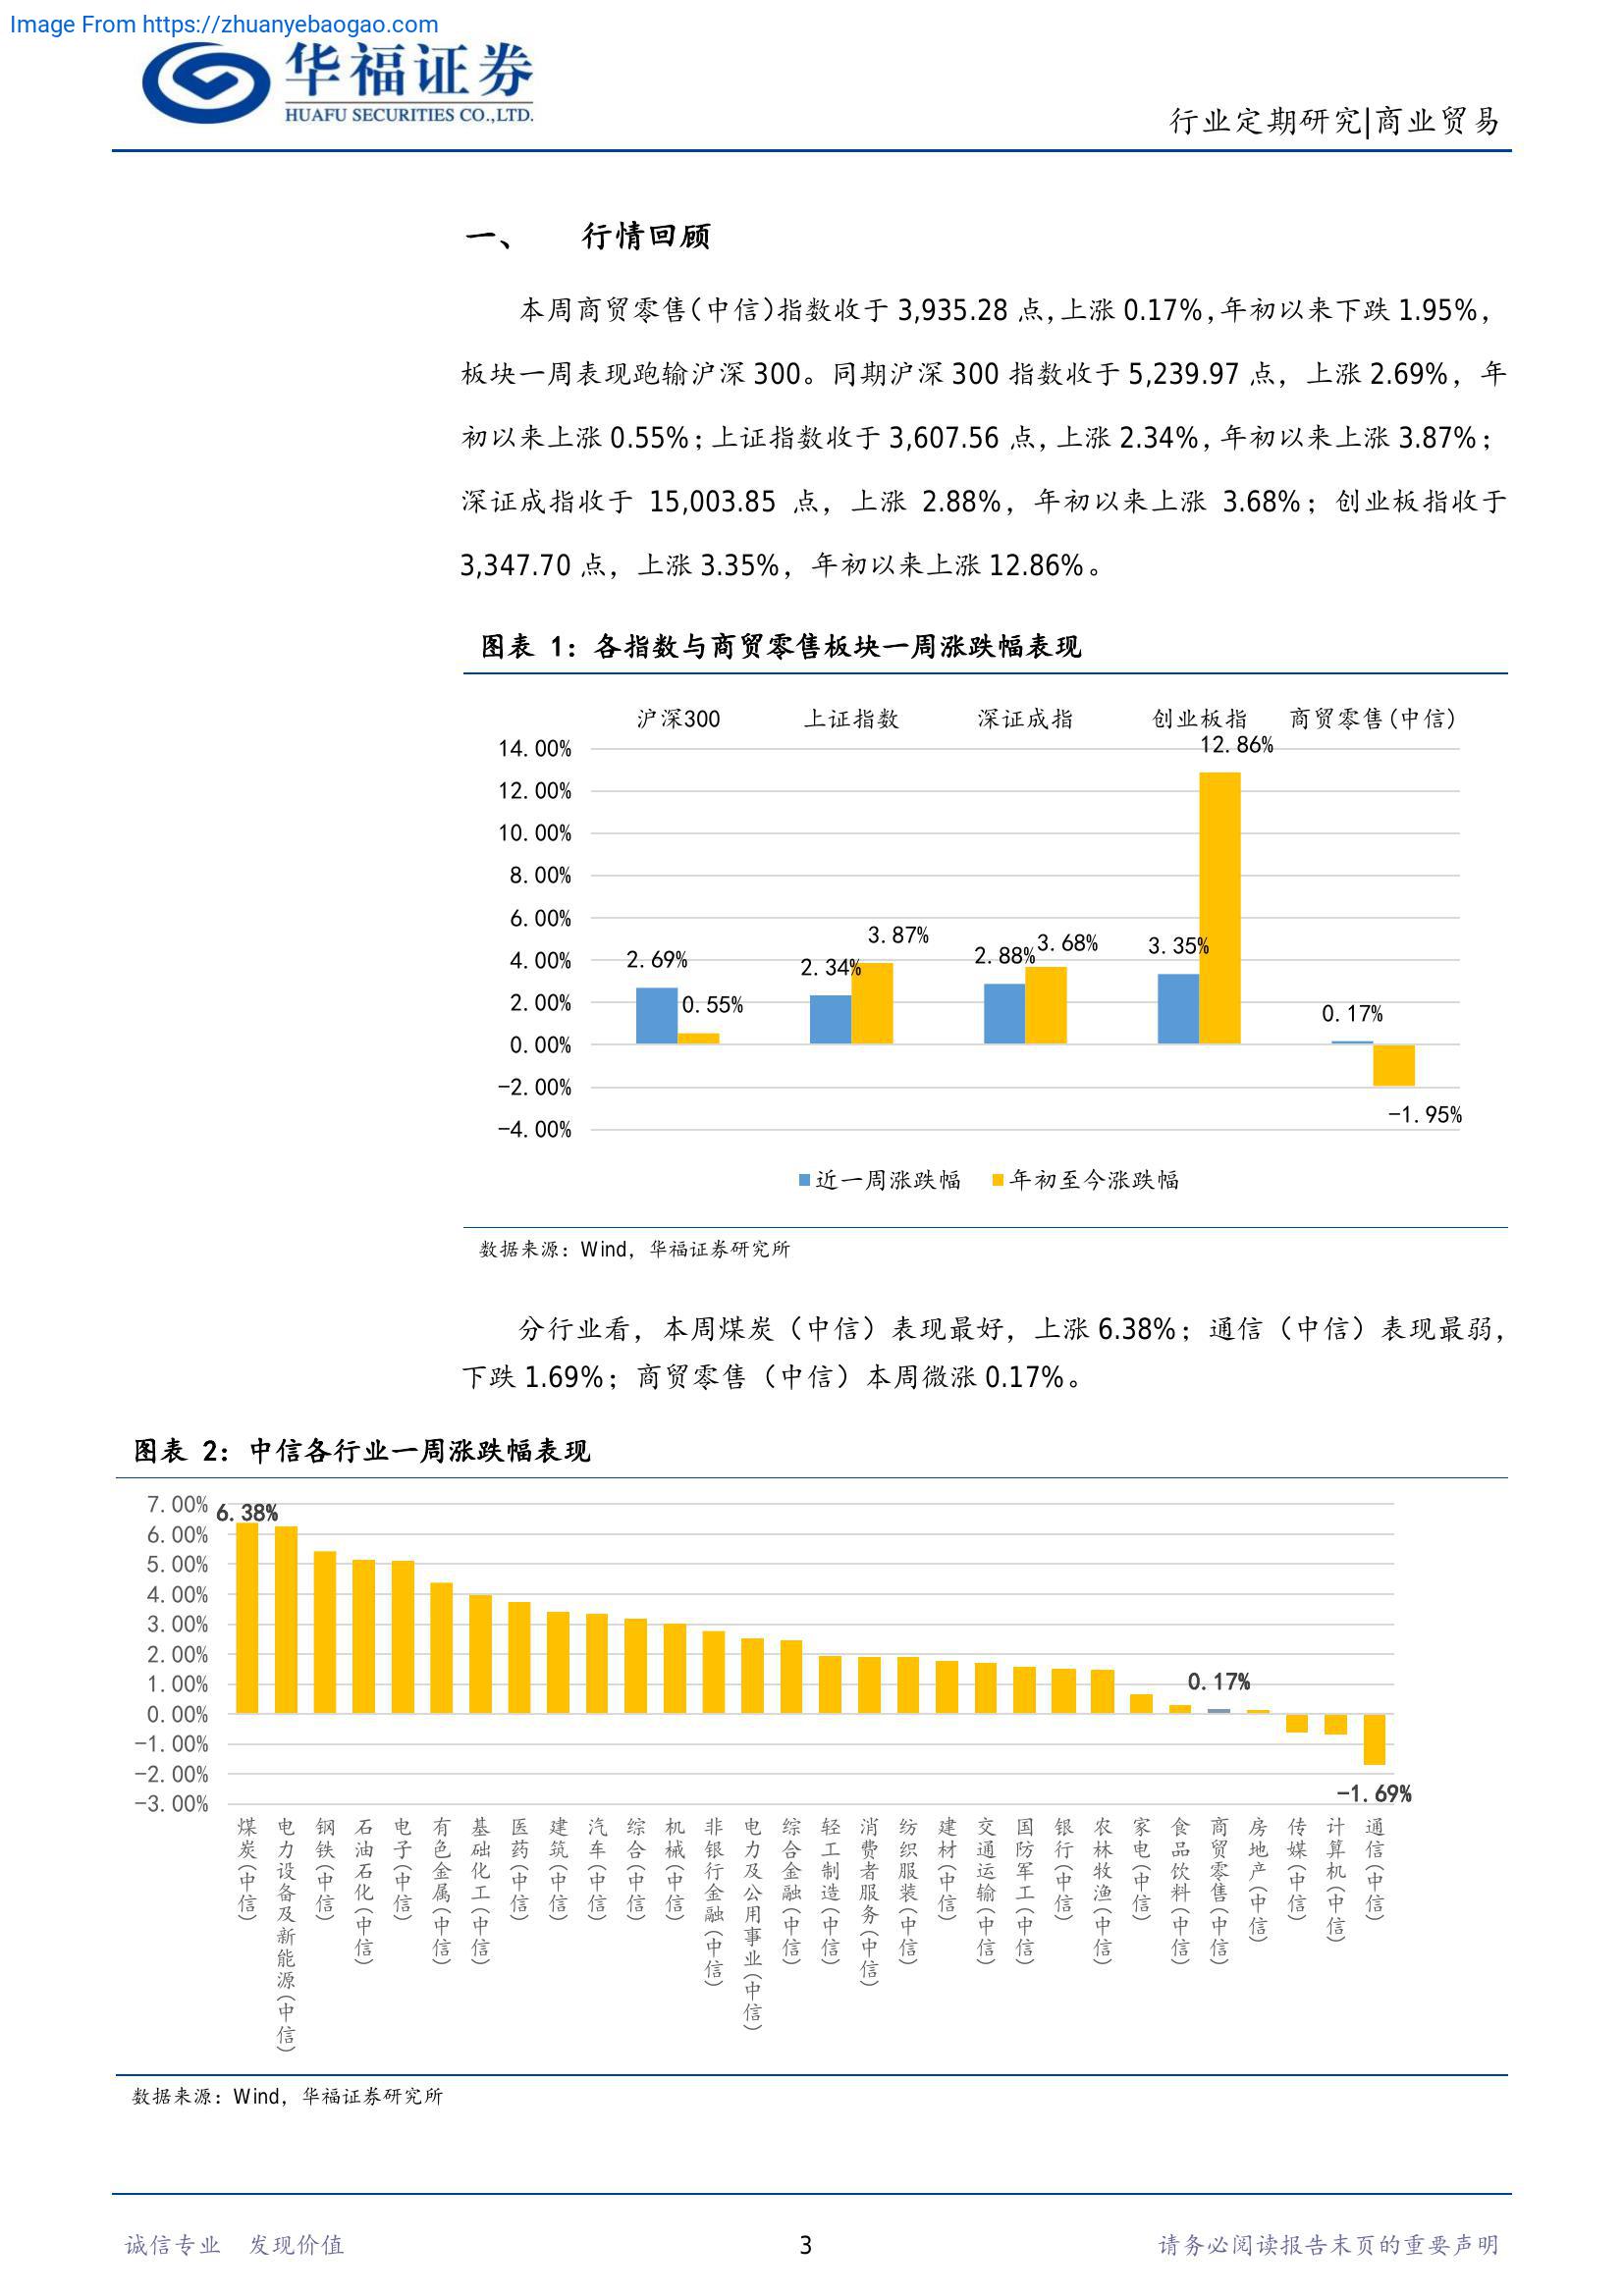 Image From https://zhuanyebaogao.com
华福证券
HUAFU SECURITIES CO.,LTD.
行业定期研究|商业贸易
一、 行情回顾
本周商贸零售(中信)指数收于 3,935.28 点,上涨 0.17%,年初以来下跌 1.95%,
板块一周表现跑输沪深 300。同期沪深 300 指数收于 5,239.97 点，上涨 2.69%，年
初以来上涨 0.55%；上证指数收于 3,607.56 点，上涨 2.34%，年初以来上涨 3.87%；
深证成指收于 15,003.85 点，上涨 2.88%，年初以来上涨 3.68%；创业板指收于
3,347.70 点，上涨 3.35%，年初以来上涨 12.86%。
图表 1：各指数与商贸零售板块一周涨跌幅表现
沪深300 上证指数 深证成指 创业板指 商贸零售(中信)
14.00%
12.00%
10.00%
8.00%
6.00%
4.00%
2.00%
0.00%
-2.00%
-4.00%
2.69%
0.55%
2.34%
3.87%
2.88%
3.68%
3.35%
12.86%
0.17%
-1.95%
近一周涨跌幅 年初至今涨跌幅
数据来源：Wind，华福证券研究所
分行业看，本周煤炭（中信）表现最好，上涨 6.38%；通信（中信）表现最弱，
下跌 1.69%；商贸零售（中信）本周微涨 0.17%。
图表 2：中信各行业一周涨跌幅表现
7.00%
6.00%
5.00%
4.00%
3.00%
2.00%
1.00%
0.00%
-1.00%
-2.00%
-3.00%
6.38%
0.17%
-1.69%
煤炭(中信)
电力设备及新能源(中信)
钢铁(中信)
石油石化(中信)
电子(中信)
有色金属(中信)
基础化工(中信)
医药(中信)
建筑(中信)
汽车(中信)
综合(中信)
机械(中信)
非银行金融(中信)
电力及公用事业(中信)
综合金融(中信)
轻工制造(中信)
消费者服务(中信)
纺织服装(中信)
建材(中信)
交通运输(中信)
国防军工(中信)
银行(中信)
农林牧渔(中信)
家电(中信)
食品饮料(中信)
商贸零售(中信)
房地产(中信)
传媒(中信)
计算机(中信)
通信(中信)
数据来源：Wind，华福证券研究所
诚信专业 发现价值
3
请务必阅读报告末页的重要声明